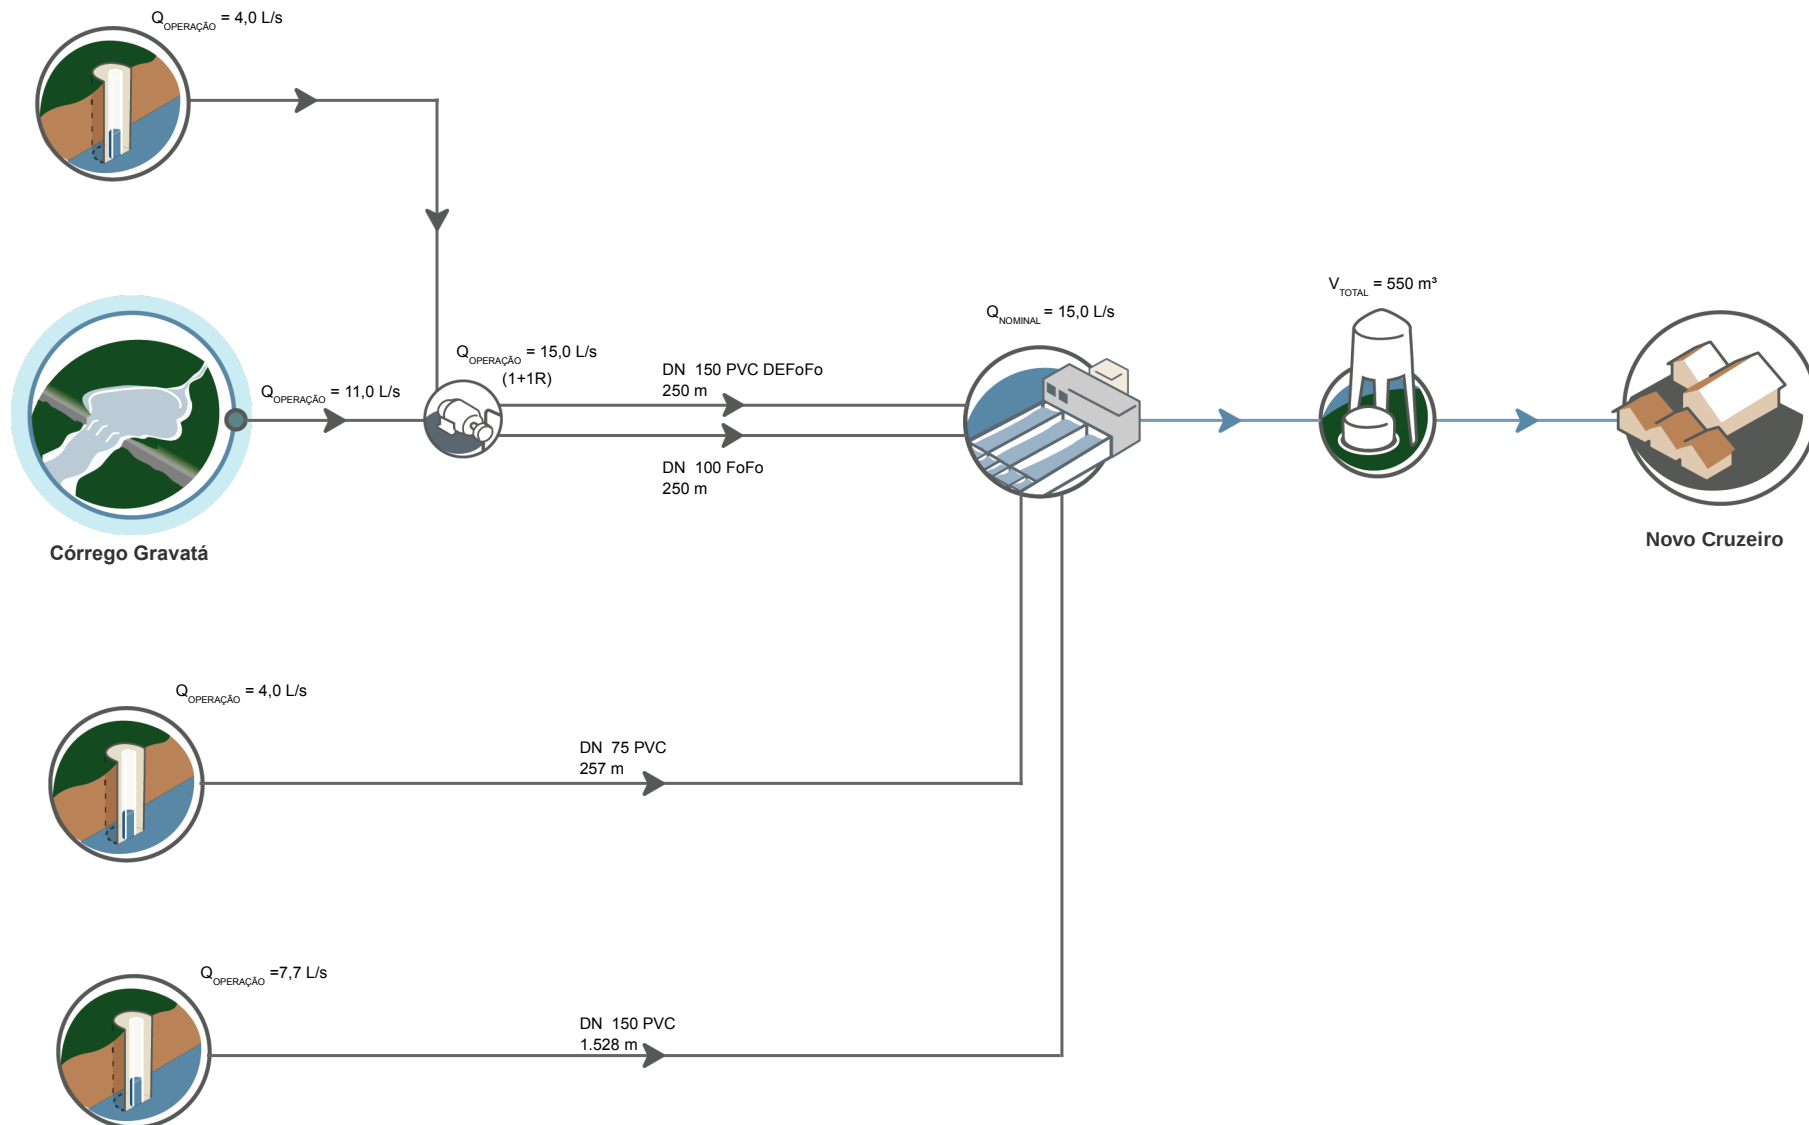 QOPERAÇÃO = 4,0 L/s
VTOTAL = 550 m³
QNOMINAL = 15,0 L/s
QOPERAÇÃO = 15,0 L/s
(1+1R)
DN 150 PVC DEFoFo
250 m
QOPERAÇÃO = 11,0 L/s
DN 100 FoFo
250 m
Córrego Gravatá
Novo Cruzeiro
QOPERAÇÃO = 4,0 L/s
DN 75 PVC
257 m
QOPERAÇÃO =7,7 L/s
DN 150 PVC
1.528 m